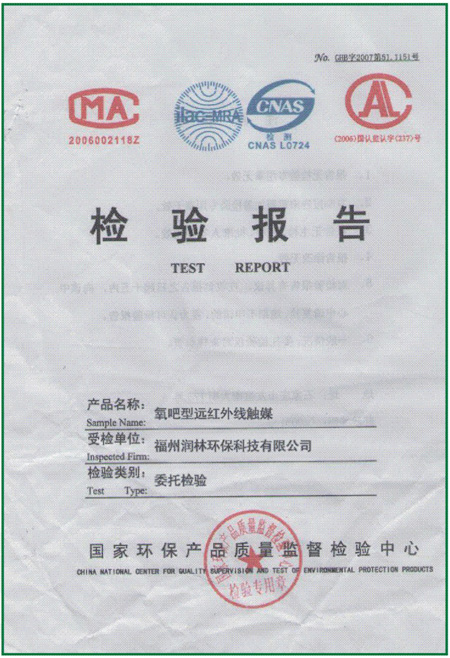 No. GHB字2007第51.1151号
CMA
ilac-MRA
CNAS
CAL
2006002118Z
检 测
CNAS L0724
(2006)国认监认字(237)号
检 验 报 告
TEST REPORT
产品名称：氧吧型远红外线触媒
Sample Name:
受检单位：福州润林环保科技有限公司
Inspected Firm:
检验类别：委托检验
Test Type:
国家环保产品质量监督检验中心
CHINA NATIONAL CENTER FOR QUALITY SUPERVISION AND TEST OF ENVIRONMENTAL PROTECTION PRODUCTS
检验专用章